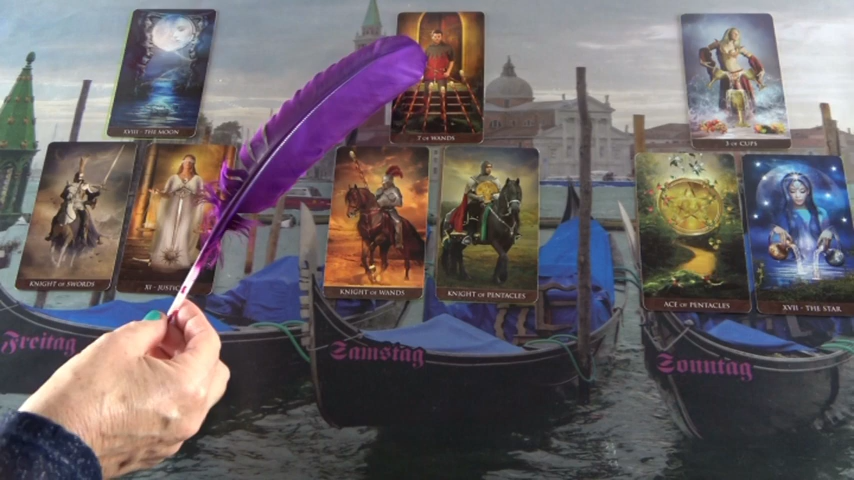 XVIII - THE MOON
7 OF WANDS
3 OF CUPS
KNIGHT OF SWORDS
XI - JUSTICE
KNIGHT OF WANDS
KNIGHT OF PENTACLES
ACE OF PENTACLES
XVII - THE STAR
Freitag
Samstag
Sonntag